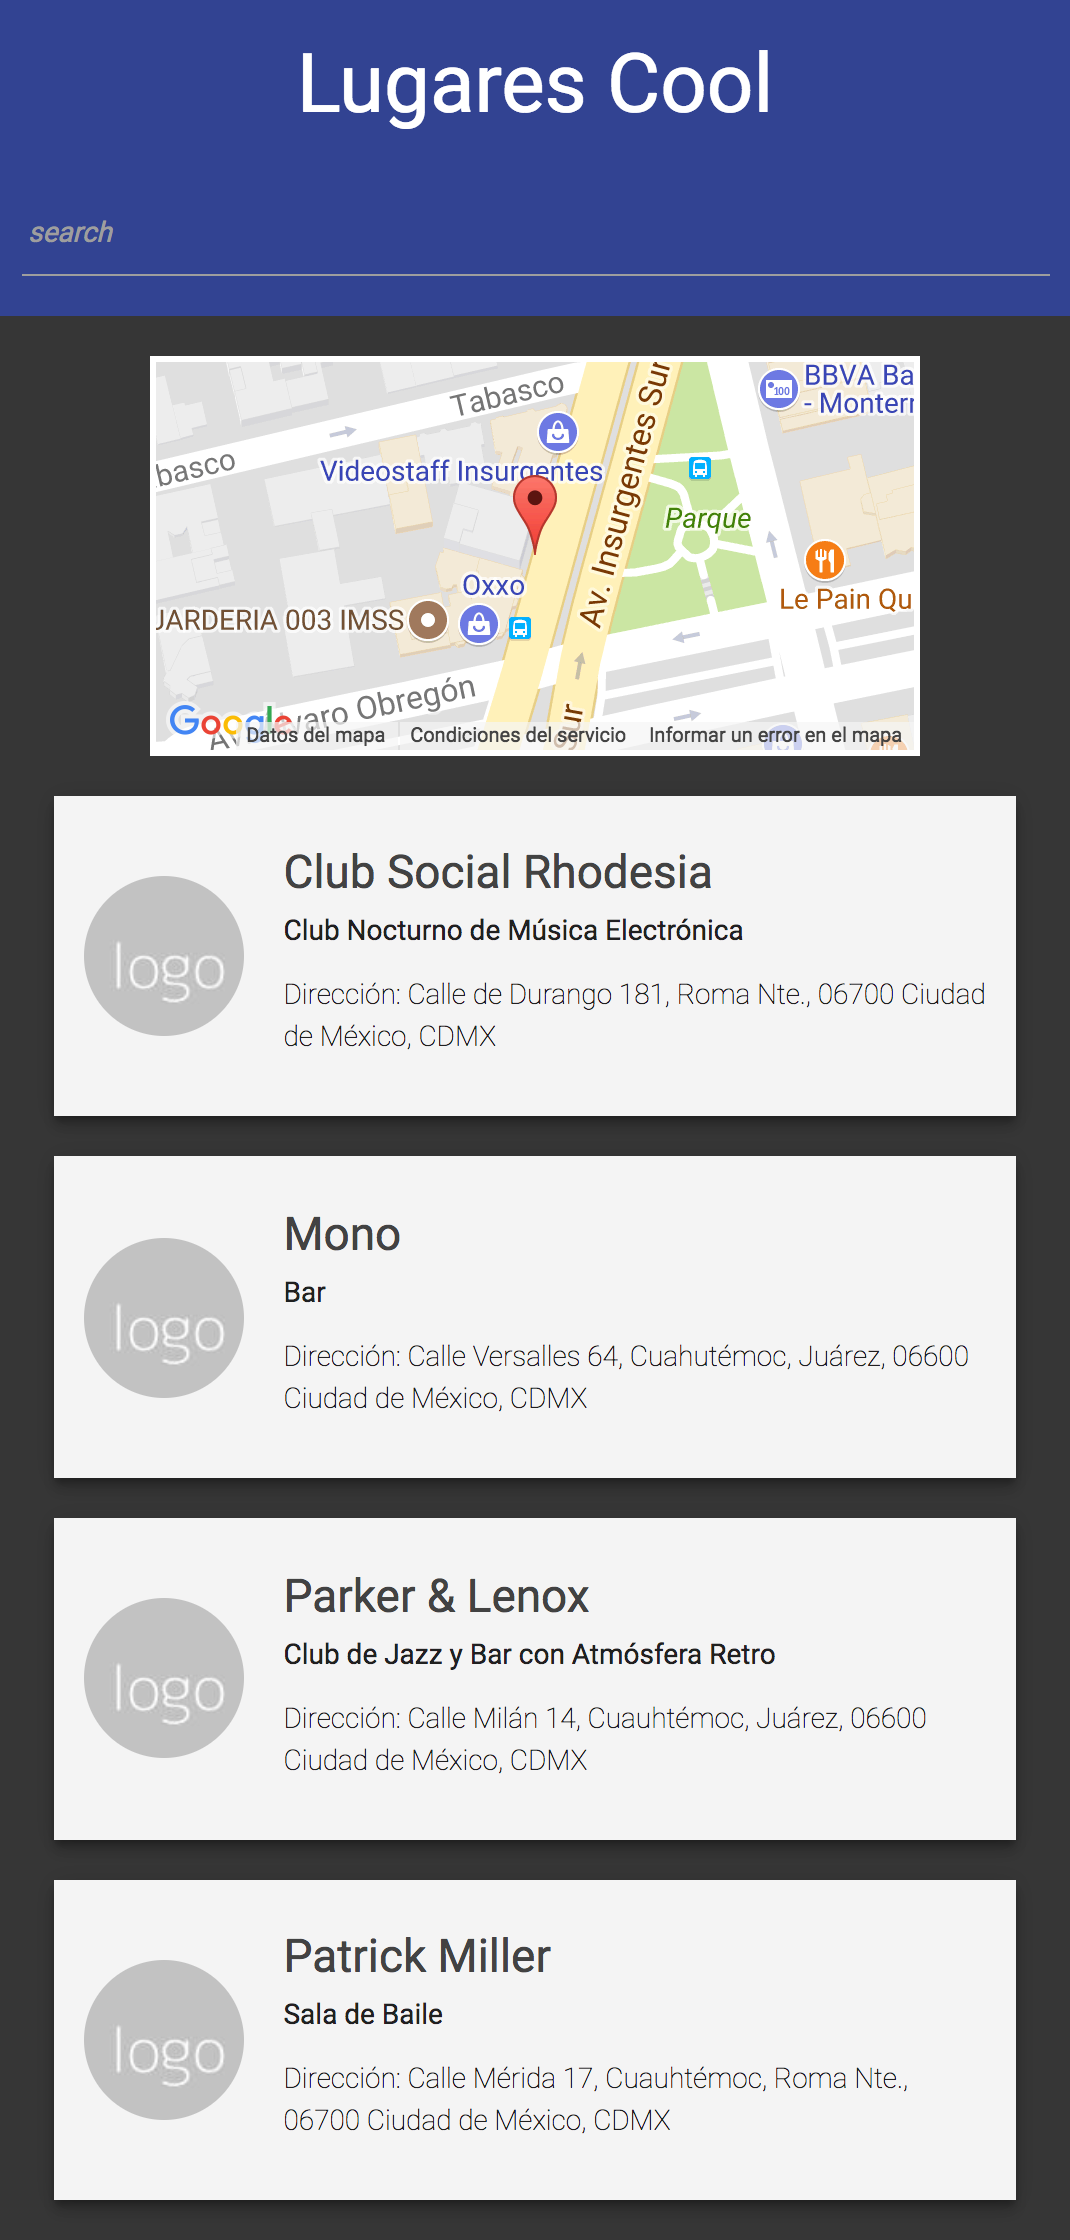 Lugares Cool
search
Tabasco
basco
BBVA Ba
- Monterr
Videostaff Insurgentes
Av. Insurgentes Sur
Parque
Oxxo
Le Pain Qu
JARDERIA 003 IMSS
Av. Álvaro Obregón
Google
Datos del mapa Condiciones del servicio Informar un error en el mapa
Club Social Rhodesia
logo
Club Nocturno de Música Electrónica
Dirección: Calle de Durango 181, Roma Nte., 06700 Ciudad
de México, CDMX
Mono
logo
Bar
Dirección: Calle Versalles 64, Cuahutémoc, Juárez, 06600
Ciudad de México, CDMX
Parker & Lenox
logo
Club de Jazz y Bar con Atmósfera Retro
Dirección: Calle Milán 14, Cuauhtémoc, Juárez, 06600
Ciudad de México, CDMX
Patrick Miller
logo
Sala de Baile
Dirección: Calle Mérida 17, Cuauhtémoc, Roma Nte.,
06700 Ciudad de México, CDMX